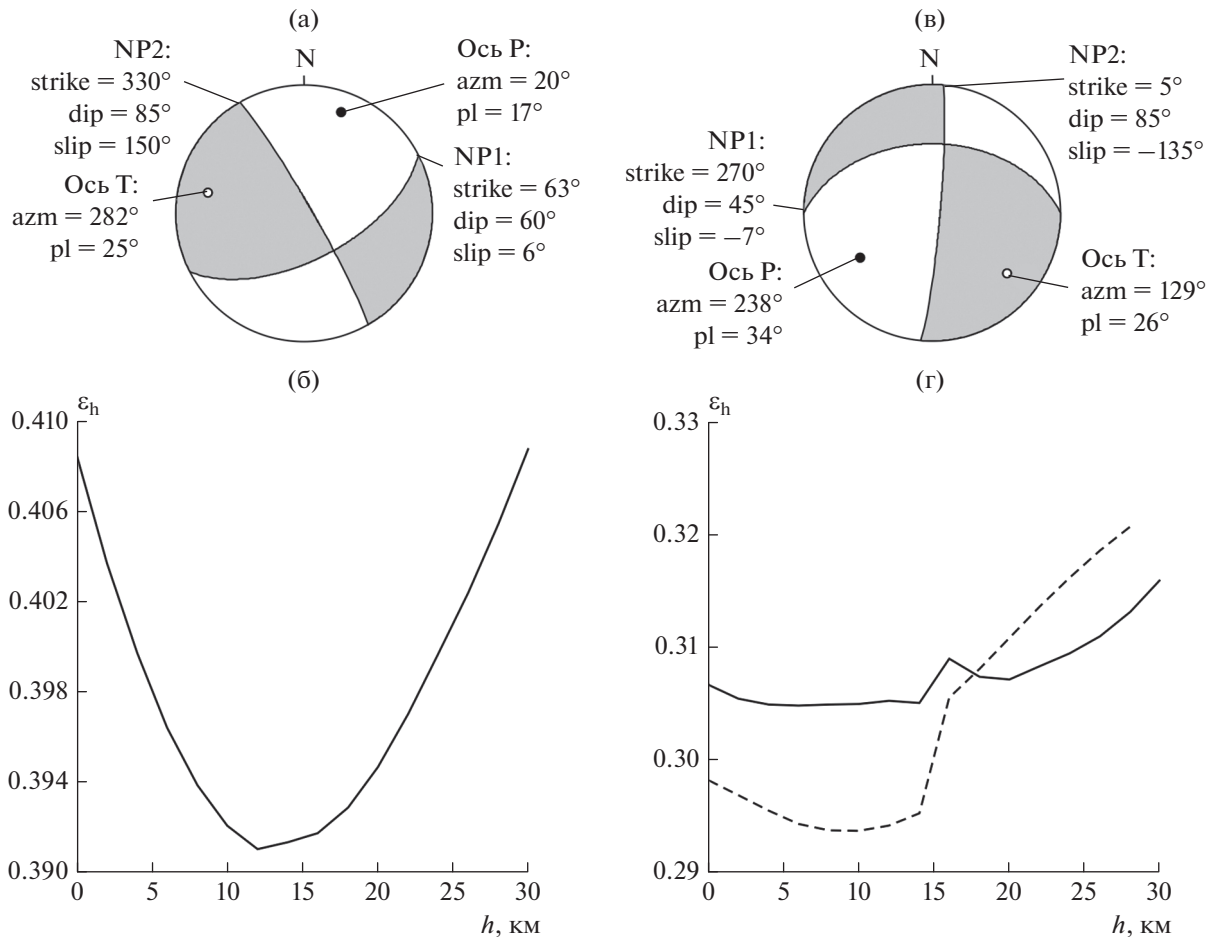 (а)
N
NP2:
strike = 330°
dip = 85°
slip = 150°
Ось P:
azm = 20°
pl = 17°
NP1:
strike = 63°
dip = 60°
slip = 6°
Ось T:
azm = 282°
pl = 25°
(в)
N
NP2:
strike = 5°
dip = 85°
slip = −135°
NP1:
strike = 270°
dip = 45°
slip = −7°
Ось P:
azm = 238°
pl = 34°
Ось T:
azm = 129°
pl = 26°
(б)
εh
0.410
0.406
0.402
0.398
0.394
0.390
0 5 10 15 20 25 30
h, км
(г)
εh
0.33
0.32
0.31
0.30
0.29
0 5 10 15 20 25 30
h, км